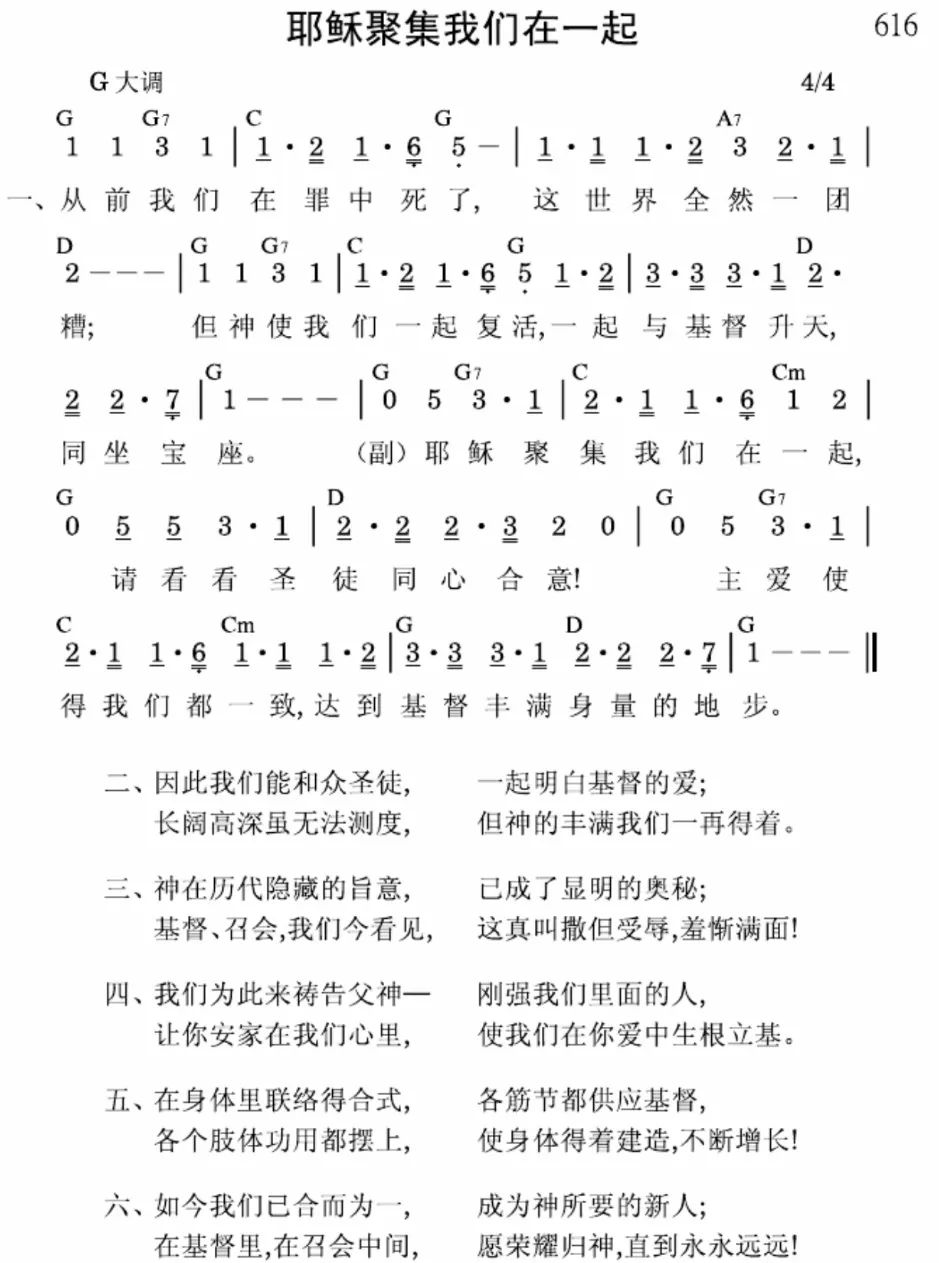 耶稣聚集我们在一起 616
G 大调 4/4
G G7 C G A7
1 1 3 1 | 1 · 2 1 · 6 5 — | 1 · 1 1 · 2 3 2 · 1 |
一、从前我们在罪中死了, 这世界全然一团
D G G7 C G D
2 — — — | 1 1 3 1 | 1 · 2 1 · 6 5 1 · 2 | 3 · 3 3 · 1 2 ·
糟; 但神使我们一起复活,一起与基督升天,
G G G7 C Cm
2 2 · 7 | 1 — — — | 0 5 3 · 1 | 2 · 1 1 · 6 1 2 |
同坐宝座。 (副)耶稣聚集我们在一起,
G D G G7
0 5 5 3 · 1 | 2 · 2 2 · 3 2 0 | 0 5 3 · 1 |
请看看圣徒同心合意! 主爱使
C Cm G D G
2 · 1 1 · 6 1 · 1 1 · 2 | 3 · 3 3 · 1 2 · 2 2 · 7 | 1 — — — ‖
得我们都一致,达到基督丰满身量的地步。
二、因此我们能和众圣徒, 一起明白基督的爱;
长阔高深虽无法测度, 但神的丰满我们一再得着。
三、神在历代隐藏的旨意, 已成了显明的奥秘;
基督、召会,我们今看见, 这真叫撒但受辱,羞惭满面!
四、我们为此来祷告父神— 刚强我们里面的人,
让你安家在我们心里, 使我们在你爱中生根立基。
五、在身体里联络得合式, 各筋节都供应基督,
各个肢体功用都摆上, 使身体得着建造,不断增长!
六、如今我们已合而为一, 成为神所要的新人;
在基督里,在召会中间, 愿荣耀归神,直到永永远远!